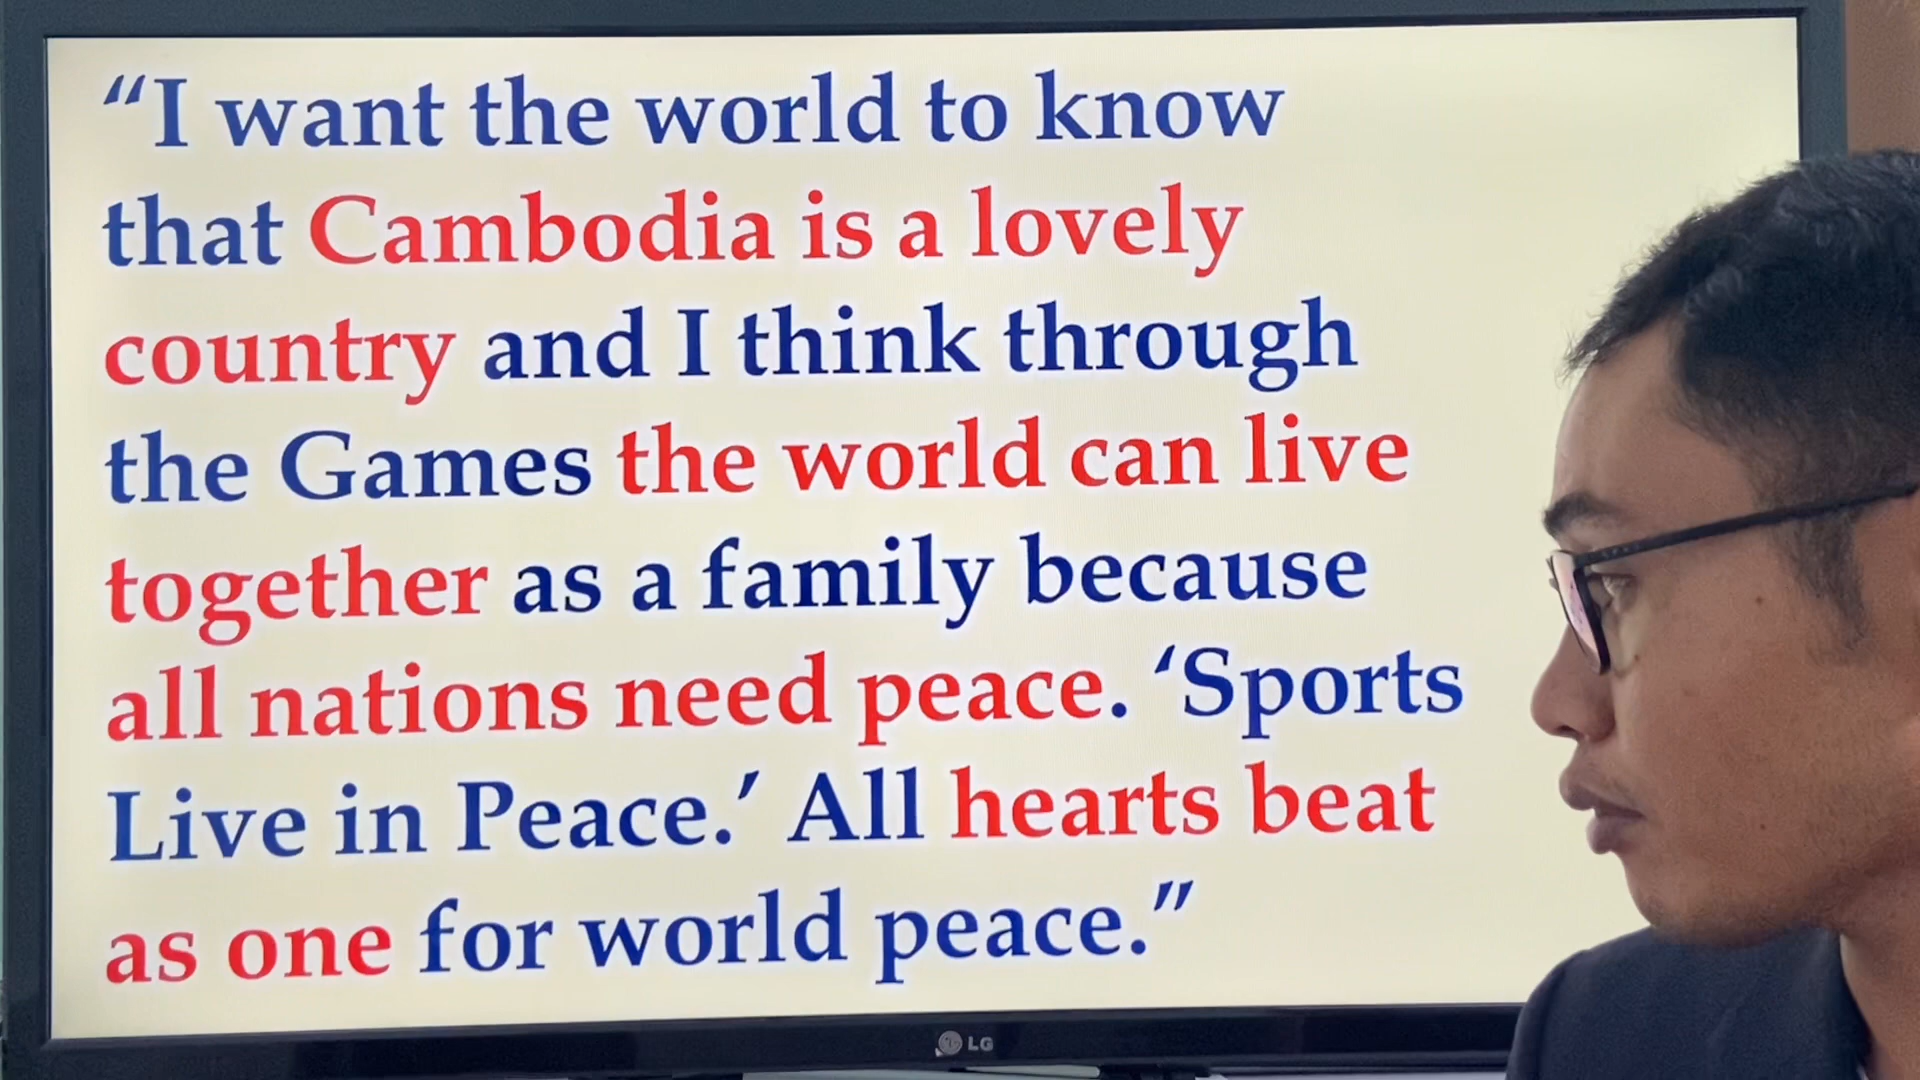 “I want the world to know
that Cambodia is a lovely
country and I think through
the Games the world can live
together as a family because
all nations need peace. ‘Sports
Live in Peace.’ All hearts beat
as one for world peace.”
LG